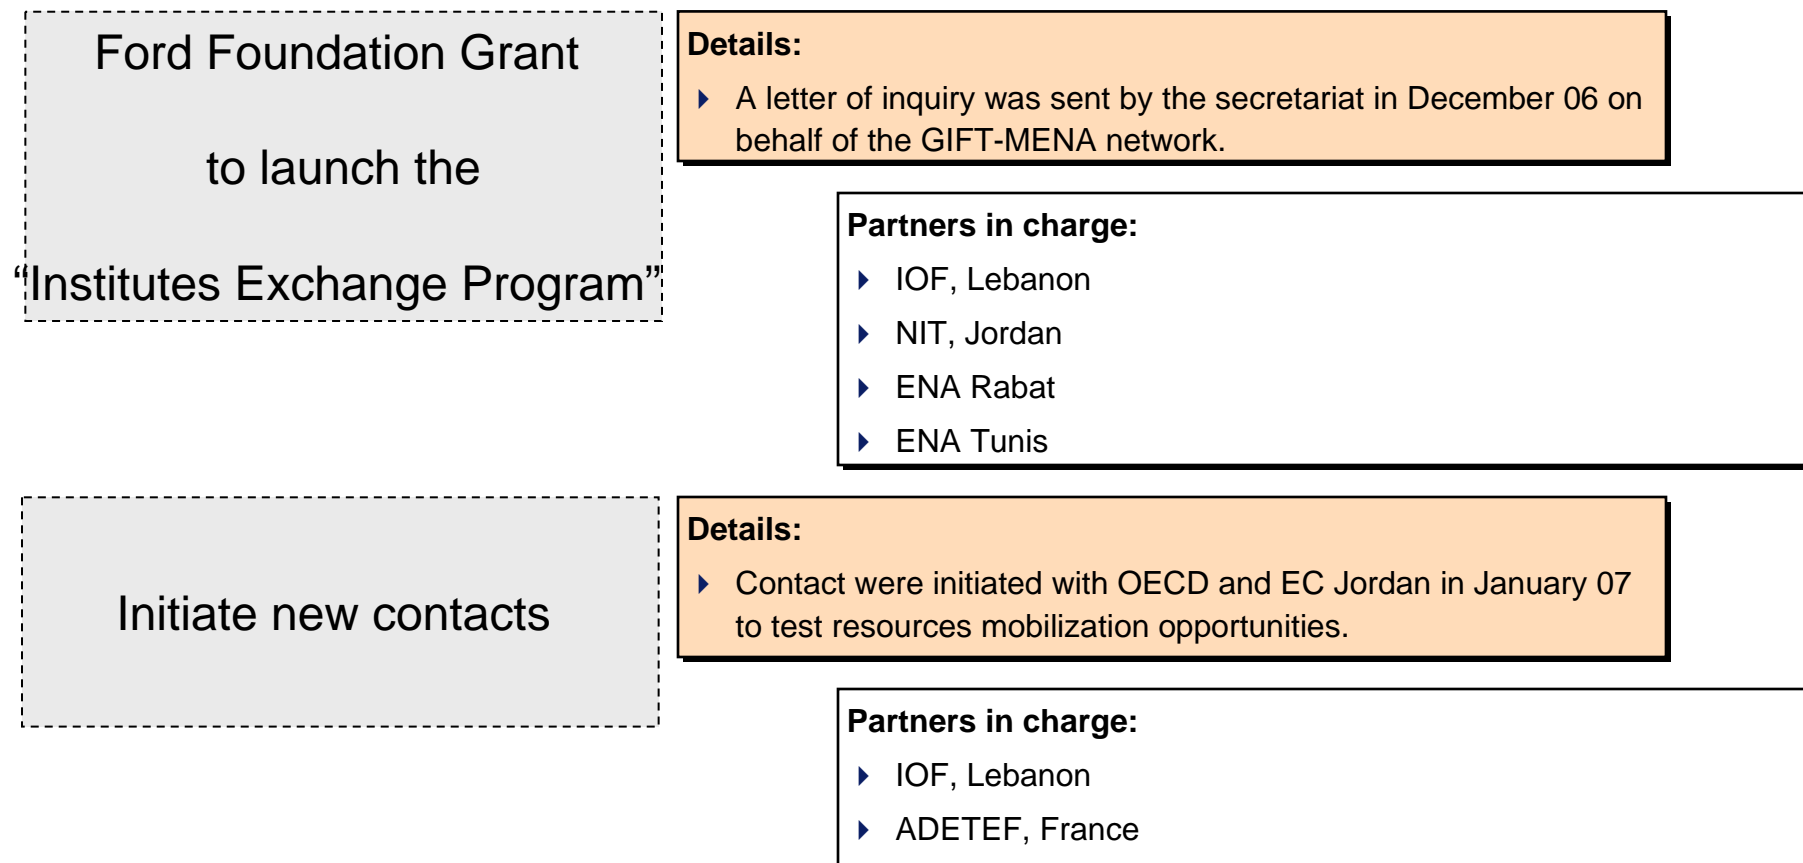 Ford Foundation Grant
to launch the
“Institutes Exchange Program”
Details:
A letter of inquiry was sent by the secretariat in December 06 on
behalf of the GIFT-MENA network.
Partners in charge:
IOF, Lebanon
NIT, Jordan
ENA Rabat
ENA Tunis
Initiate new contacts
Details:
Contact were initiated with OECD and EC Jordan in January 07
to test resources mobilization opportunities.
Partners in charge:
IOF, Lebanon
ADETEF, France